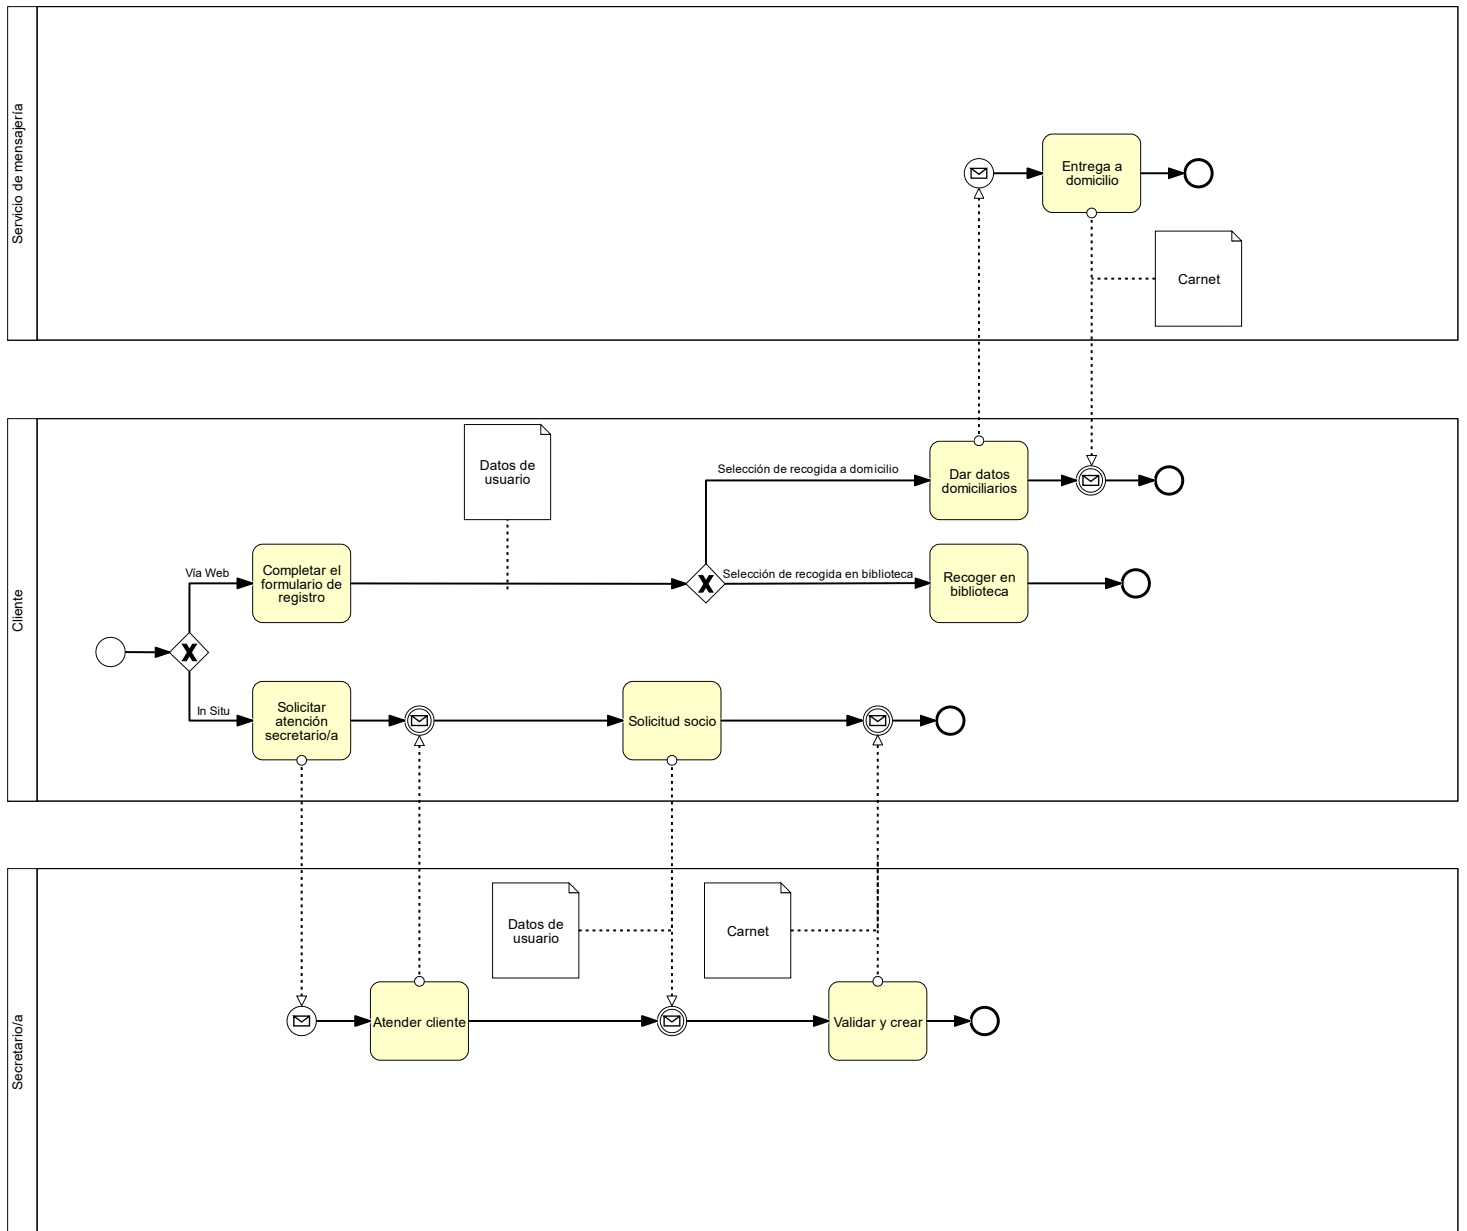 Servicio de mensajería
Entrega a
domicilio
Carnet
Cliente
Datos de
usuario
Selección de recogida a domicilio
Dar datos
domiciliarios
Vía Web
Completar el
formulario de
registro
Selección de recogida en biblioteca
Recoger en
biblioteca
In Situ
Solicitar
atención
secretario/a
Solicitud socio
Secretario/a
Datos de
usuario
Carnet
Atender cliente
Validar y crear